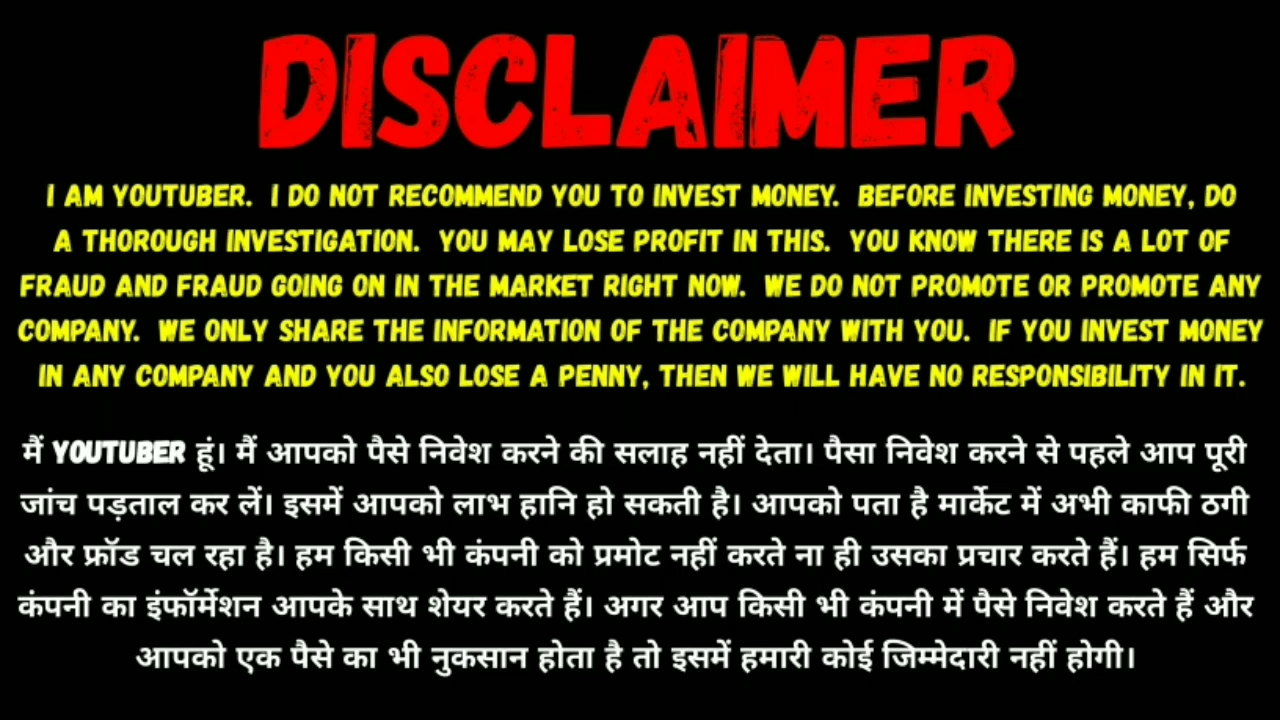 DISCLAIMER
I AM YOUTUBER. I DO NOT RECOMMEND YOU TO INVEST MONEY. BEFORE INVESTING MONEY, DO
A THOROUGH INVESTIGATION. YOU MAY LOSE PROFIT IN THIS. YOU KNOW THERE IS A LOT OF
FRAUD AND FRAUD GOING ON IN THE MARKET RIGHT NOW. WE DO NOT PROMOTE OR PROMOTE ANY
COMPANY. WE ONLY SHARE THE INFORMATION OF THE COMPANY WITH YOU. IF YOU INVEST MONEY
IN ANY COMPANY AND YOU ALSO LOSE A PENNY, THEN WE WILL HAVE NO RESPONSIBILITY IN IT.
मैं YOUTUBER हूं। मैं आपको पैसे निवेश करने की सलाह नहीं देता। पैसा निवेश करने से पहले आप पूरी
जांच पड़ताल कर लें। इसमें आपको लाभ हानि हो सकती है। आपको पता है मार्केट में अभी काफी ठगी
और फ्रॉड चल रहा है। हम किसी भी कंपनी को प्रमोट नहीं करते ना ही उसका प्रचार करते हैं। हम सिर्फ
कंपनी का इंफॉर्मेशन आपके साथ शेयर करते हैं। अगर आप किसी भी कंपनी में पैसे निवेश करते हैं और
आपको एक पैसे का भी नुकसान होता है तो इसमें हमारी कोई जिम्मेदारी नहीं होगी।